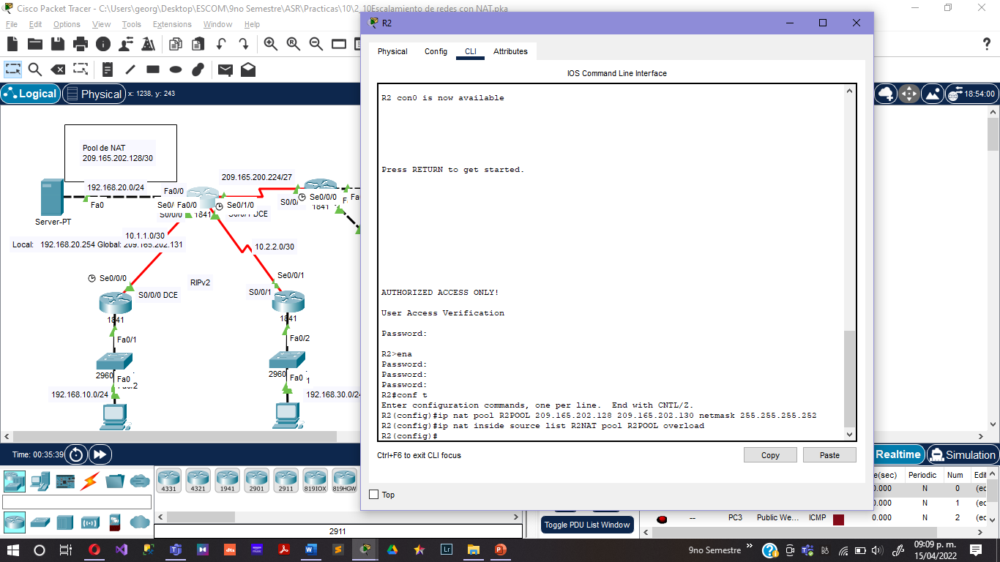 Cisco Packet Tracer - C:\Users\georg\Desktop\ESCOM\9no Semestre\ASR\Practicas\10\2_10Escalamiento de redes con NAT.pka
File Edit Options View Tools Extensions Window Help
Logical Physical x: 1238, y: 243
18:54:00
Pool de NAT
209.165.202.128/30
192.168.20.0/24
Fa0
Server-PT
Fa0/0
Fa0/0
209.165.200.224/27
Se0/1/0
S0/0/0
1841
DCE
Se0/0/0
1841
10.1.1.0/30
Local: 192.168.20.254 Global: 209.165.202.131
10.2.2.0/30
Se0/0/0
S0/0/0 DCE
RIPv2
Se0/0/1
S0/0/1
1841
1841
Fa0/1
Fa0/2
2960
Fa0
2960
Fa0
192.168.10.0/24
192.168.30.0/24
R2
Physical Config CLI Attributes
IOS Command Line Interface
R2 con0 is now available
Press RETURN to get started.
AUTHORIZED ACCESS ONLY!
User Access Verification
Password:
R2>ena
Password:
Password:
Password:
R2#conf t
Enter configuration commands, one per line. End with CNTL/Z.
R2(config)#ip nat pool R2POOL 209.165.202.128 209.165.202.130 netmask 255.255.255.252
R2(config)#ip nat inside source list R2NAT pool R2POOL overload
R2(config)#
Ctrl+F6 to exit CLI focus
Copy Paste
Top
Time: 00:35:39
Realtime Simulation
4331 4321 1941 2901 2911 819IOX 819HGW
2911
e(sec) Periodic Num Edit
0.000 N 0 (ed
0.000 N 1 (ed
-- PC3 Public We... ICMP 0.000 N 2 (ed
Toggle PDU List Window
9no Semestre
09:09 p. m.
15/04/2022